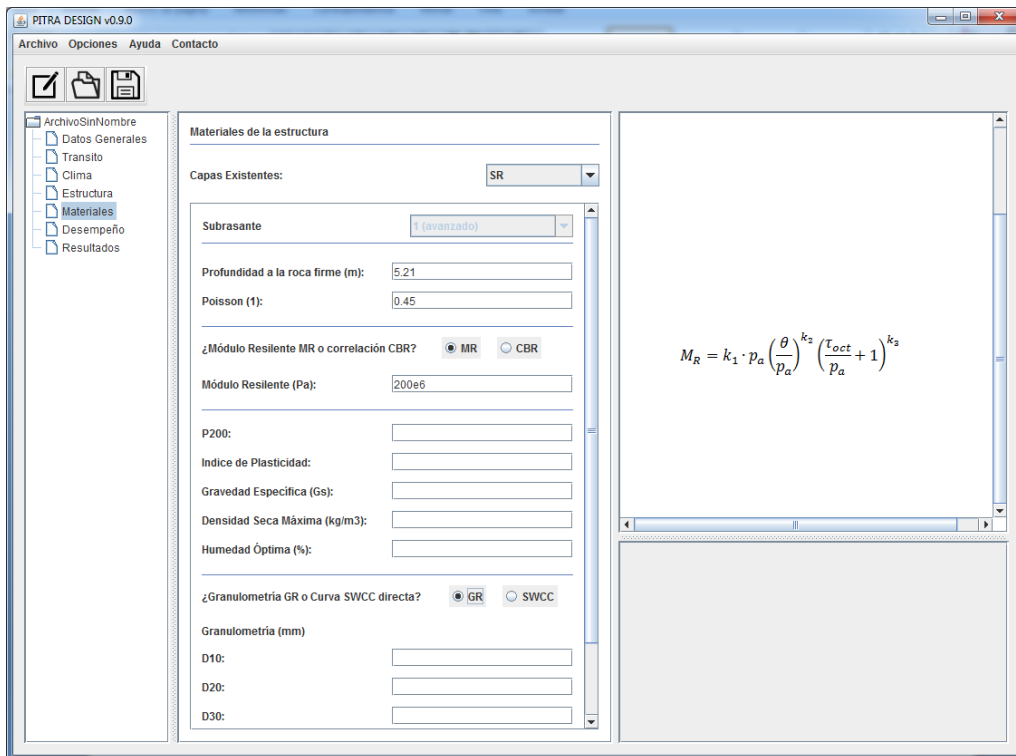 PITRA DESIGN v0.9.0
Archivo Opciones Ayuda Contacto
ArchivoSinNombre
Datos Generales
Transito
Clima
Estructura
Materiales
Desempeño
Resultados
Materiales de la estructura
Capas Existentes: SR
Subrasante 1 (avanzado)
Profundidad a la roca firme (m): 5.21
Poisson (1): 0.45
¿Módulo Resilente MR o correlación CBR? MR CBR
Módulo Resilente (Pa): 200e6
P200:
Indice de Plasticidad:
Gravedad Específica (Gs):
Densidad Seca Máxima (kg/m3):
Humedad Óptima (%):
¿Granulometría GR o Curva SWCC directa? GR SWCC
Granulometría (mm)
D10:
D20:
D30:
M_R = k_1 · p_a (θ/p_a)^{k_2} (τ_{oct}/p_a + 1)^{k_3}